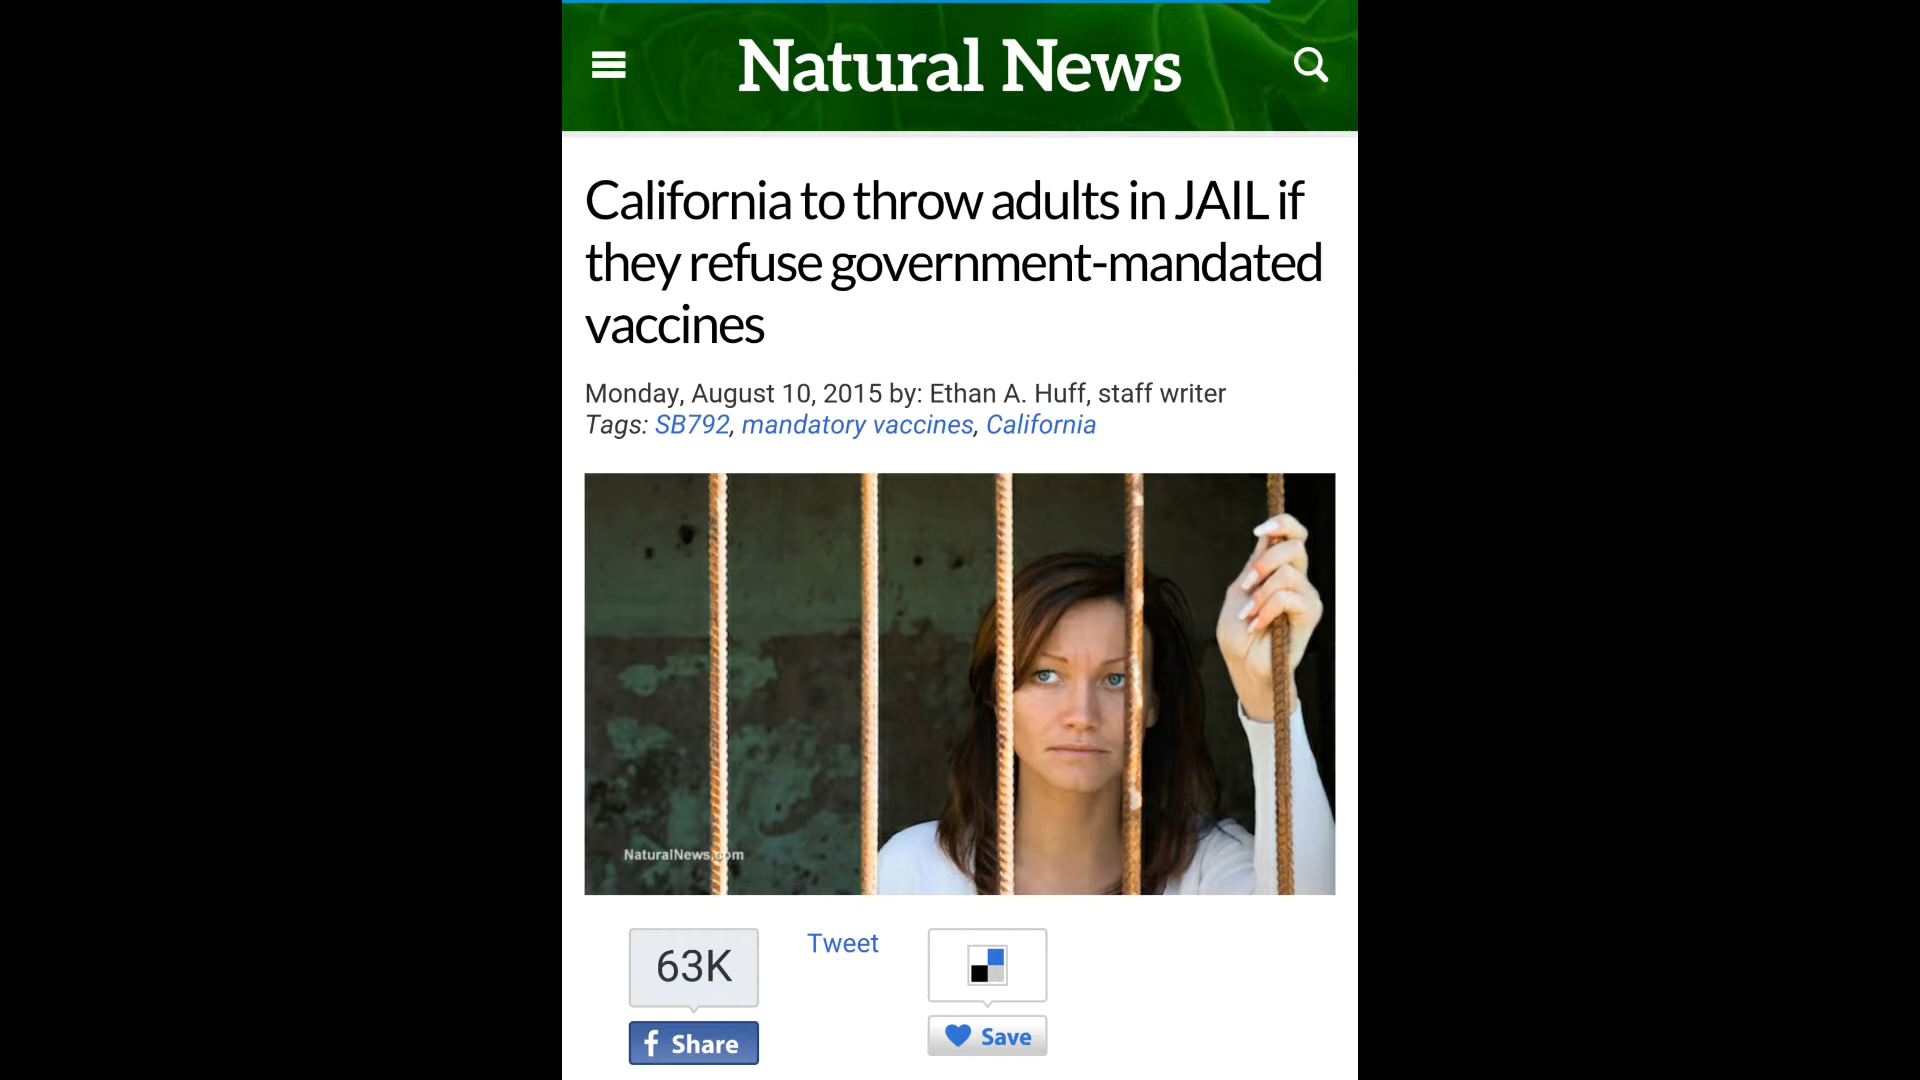 Natural News
California to throw adults in JAIL if
they refuse government-mandated
vaccines
Monday, August 10, 2015 by: Ethan A. Huff, staff writer
Tags: SB792, mandatory vaccines, California
NaturalNews.com
63K
Tweet
f Share
Save